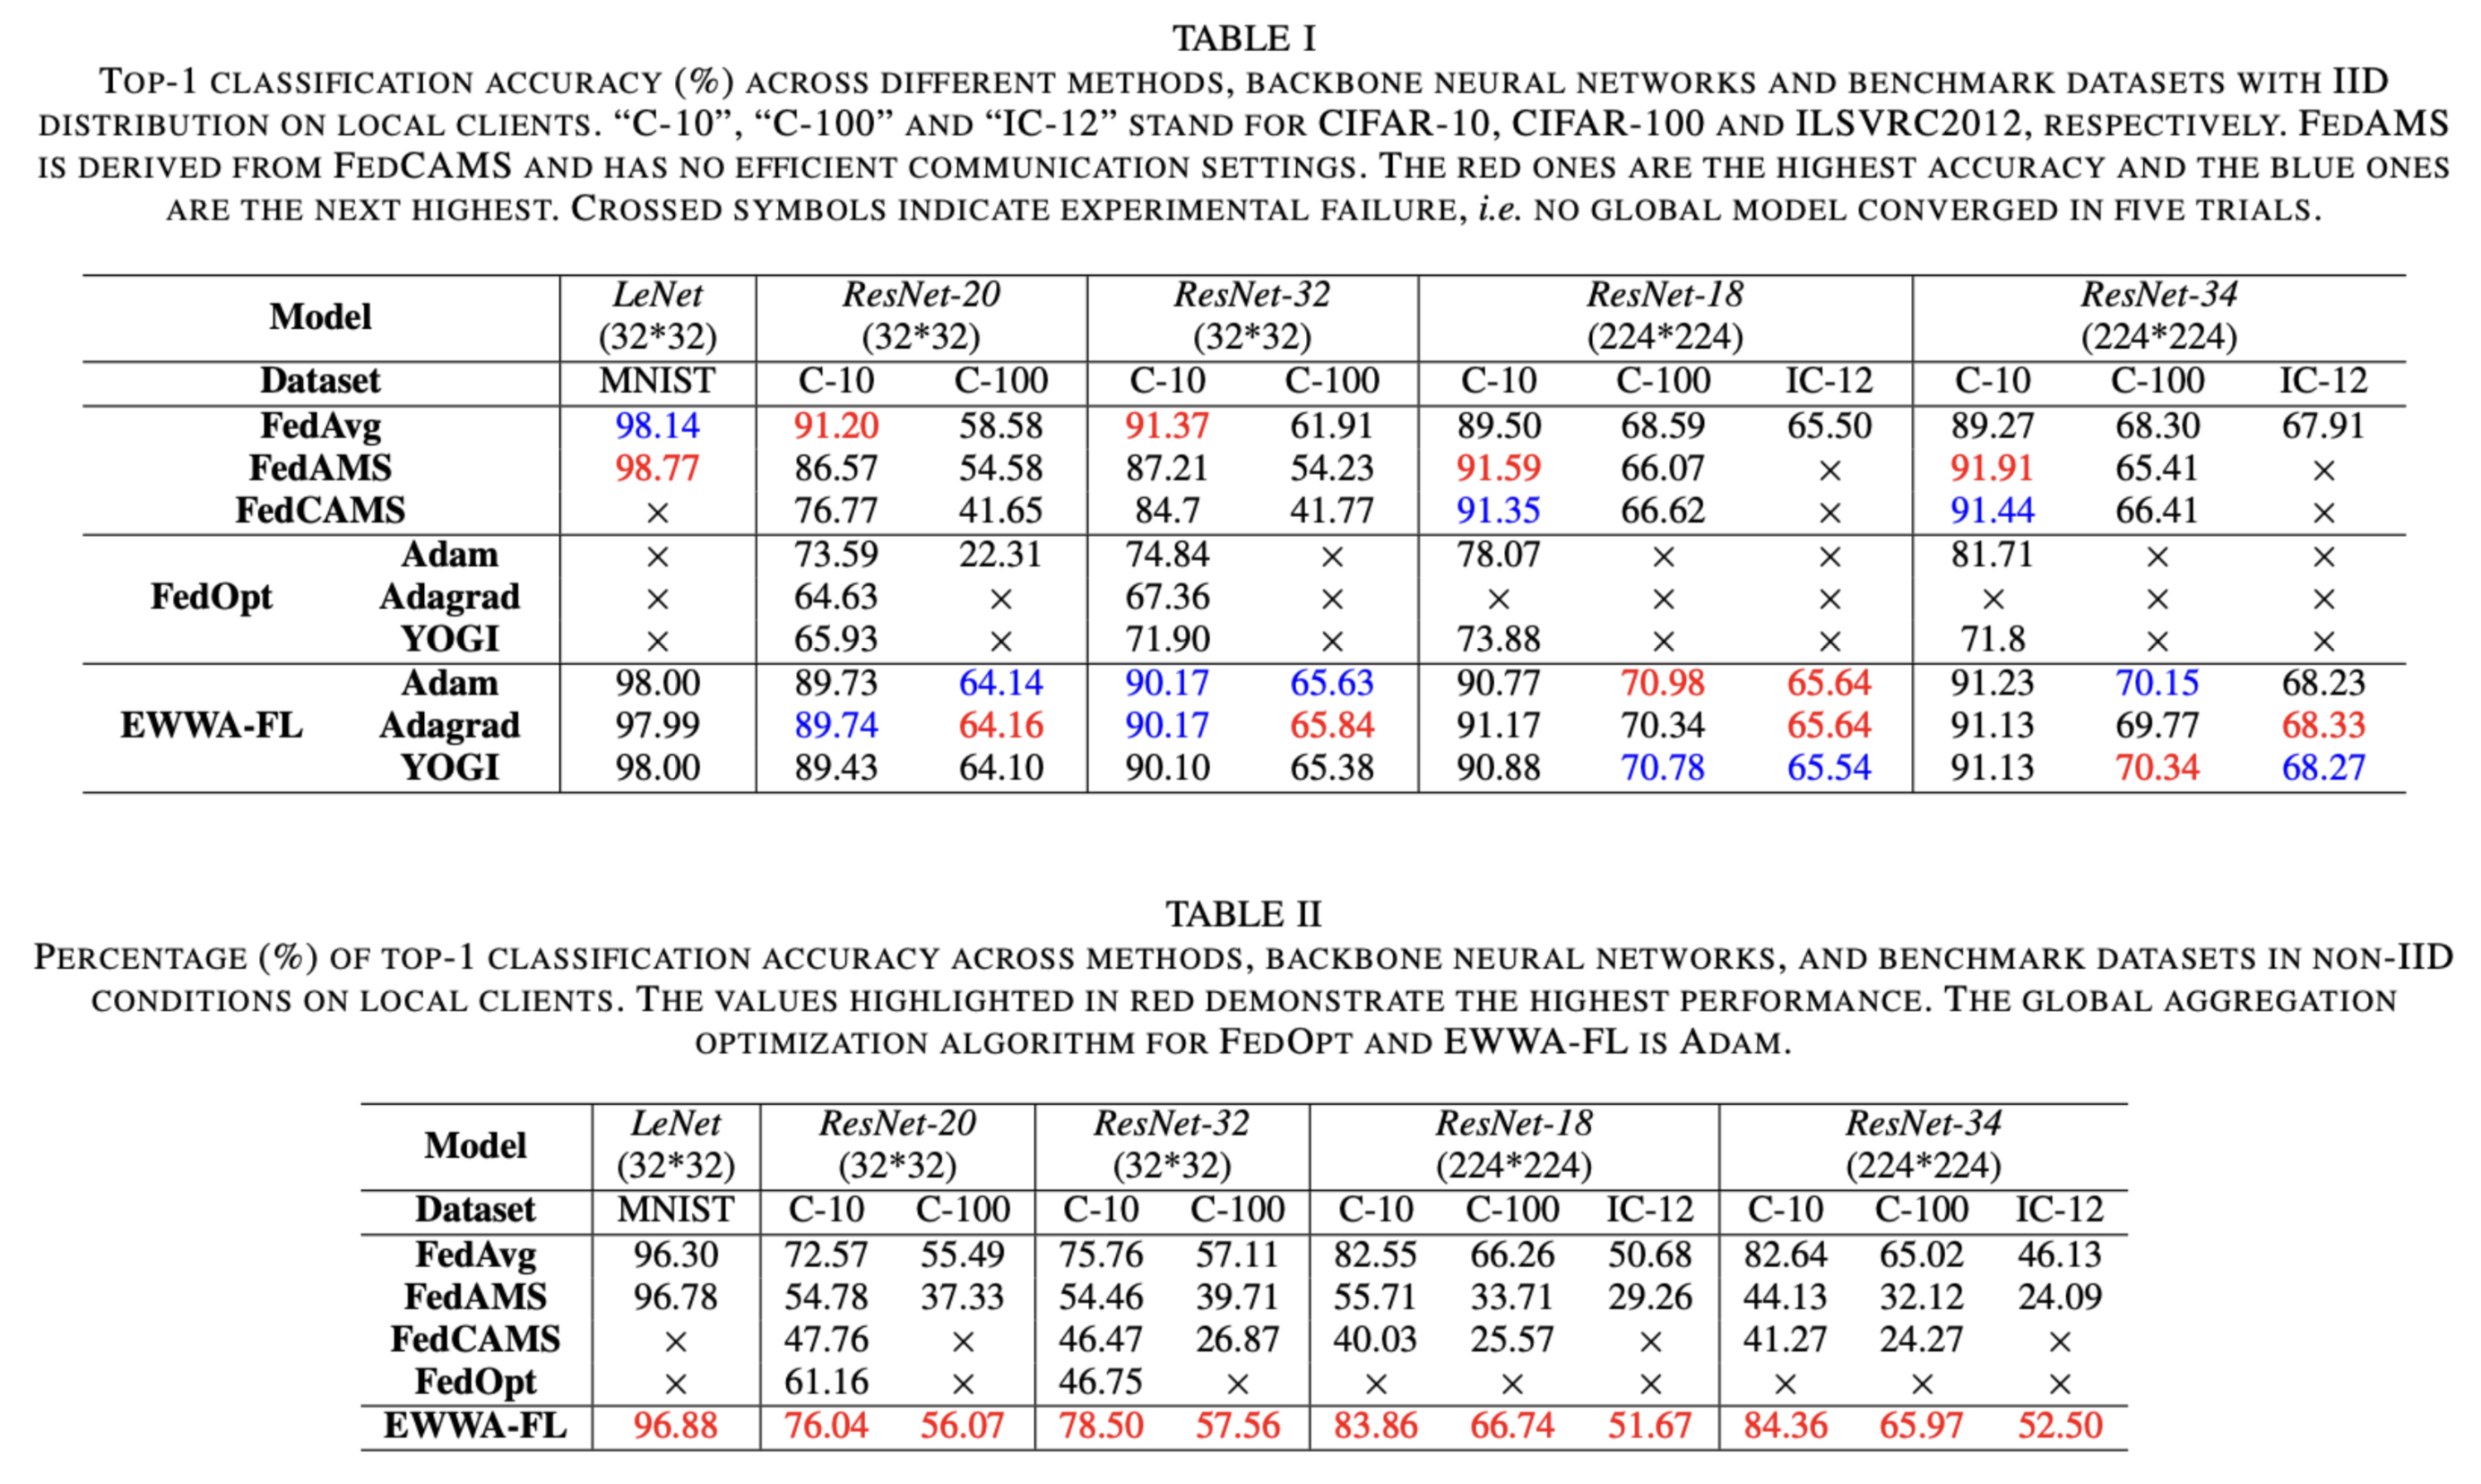 TABLE I
TOP-1 CLASSIFICATION ACCURACY (%) ACROSS DIFFERENT METHODS, BACKBONE NEURAL NETWORKS AND BENCHMARK DATASETS WITH IID
DISTRIBUTION ON LOCAL CLIENTS. “C-10”, “C-100” AND “IC-12” STAND FOR CIFAR-10, CIFAR-100 AND ILSVRC2012, RESPECTIVELY. FEDAMS
IS DERIVED FROM FEDCAMS AND HAS NO EFFICIENT COMMUNICATION SETTINGS. THE RED ONES ARE THE HIGHEST ACCURACY AND THE BLUE ONES
ARE THE NEXT HIGHEST. CROSSED SYMBOLS INDICATE EXPERIMENTAL FAILURE, i.e. NO GLOBAL MODEL CONVERGED IN FIVE TRIALS.
Model LeNet ResNet-20 ResNet-32 ResNet-18 ResNet-34
(32*32) (32*32) (32*32) (224*224) (224*224)
Dataset MNIST C-10 C-100 C-10 C-100 C-10 C-100 IC-12 C-10 C-100 IC-12
FedAvg 98.14 91.20 58.58 91.37 61.91 89.50 68.59 65.50 89.27 68.30 67.91
FedAMS 98.77 86.57 54.58 87.21 54.23 91.59 66.07 × 91.91 65.41 ×
FedCAMS × 76.77 41.65 84.7 41.77 91.35 66.62 × 91.44 66.41 ×
Adam × 73.59 22.31 74.84 × 78.07 × × 81.71 × ×
FedOpt Adagrad × 64.63 × 67.36 × × × × × × ×
YOGI × 65.93 × 71.90 × 73.88 × × 71.8 × ×
Adam 98.00 89.73 64.14 90.17 65.63 90.77 70.98 65.64 91.23 70.15 68.23
EWWA-FL Adagrad 97.99 89.74 64.16 90.17 65.84 91.17 70.34 65.64 91.13 69.77 68.33
YOGI 98.00 89.43 64.10 90.10 65.38 90.88 70.78 65.54 91.13 70.34 68.27
TABLE II
PERCENTAGE (%) OF TOP-1 CLASSIFICATION ACCURACY ACROSS METHODS, BACKBONE NEURAL NETWORKS, AND BENCHMARK DATASETS IN NON-IID
CONDITIONS ON LOCAL CLIENTS. THE VALUES HIGHLIGHTED IN RED DEMONSTRATE THE HIGHEST PERFORMANCE. THE GLOBAL AGGREGATION
OPTIMIZATION ALGORITHM FOR FEDOPT AND EWWA-FL IS ADAM.
Model LeNet ResNet-20 ResNet-32 ResNet-18 ResNet-34
(32*32) (32*32) (32*32) (224*224) (224*224)
Dataset MNIST C-10 C-100 C-10 C-100 C-10 C-100 IC-12 C-10 C-100 IC-12
FedAvg 96.30 72.57 55.49 75.76 57.11 82.55 66.26 50.68 82.64 65.02 46.13
FedAMS 96.78 54.78 37.33 54.46 39.71 55.71 33.71 29.26 44.13 32.12 24.09
FedCAMS × 47.76 × 46.47 26.87 40.03 25.57 × 41.27 24.27 ×
FedOpt × 61.16 × 46.75 × × × × × × ×
EWWA-FL 96.88 76.04 56.07 78.50 57.56 83.86 66.74 51.67 84.36 65.97 52.50